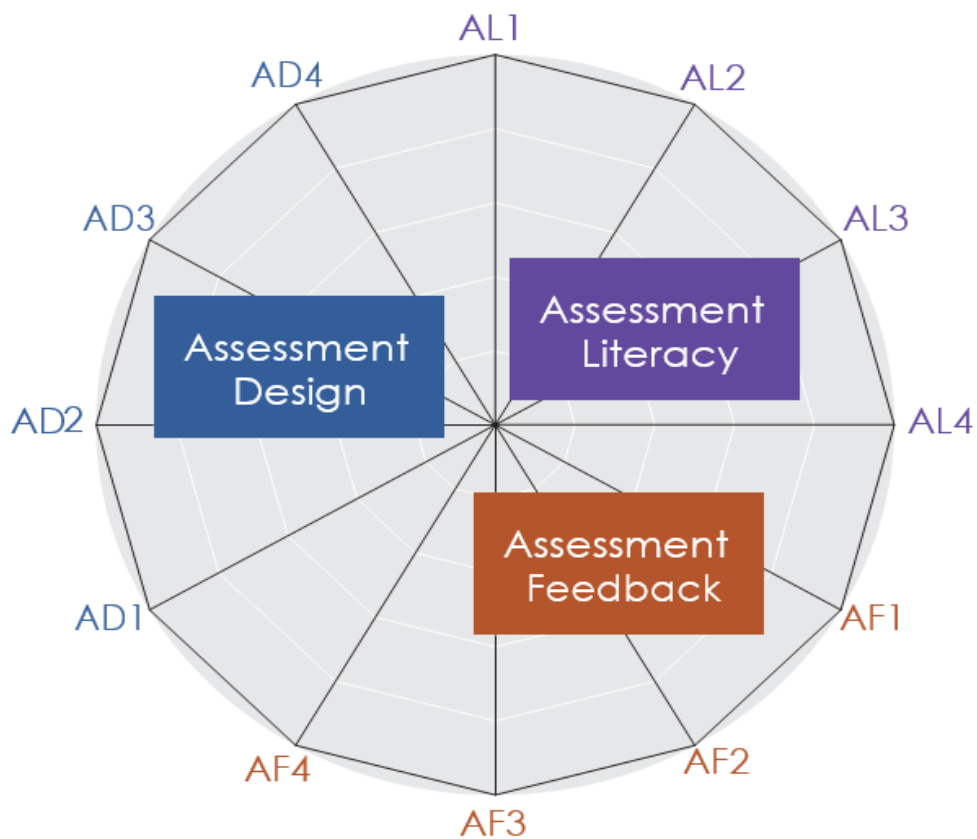 AL1
AD4
AL2
AD3
AL3
Assessment
Literacy
Assessment
Design
AD2
AL4
Assessment
Feedback
AD1
AF1
AF4
AF2
AF3